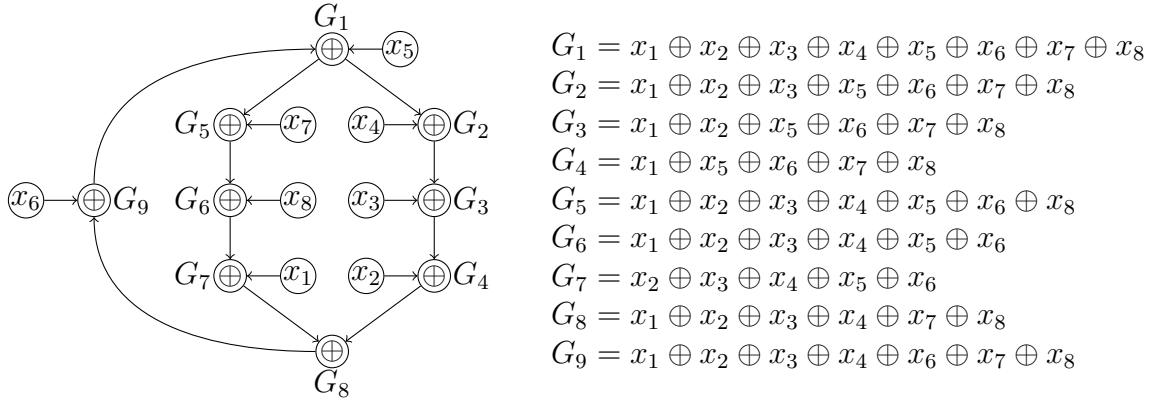 G₁
x₅
G₅ x₇ x₄ G₂
x₆ G₉ G₆ x₈ x₃ G₃
G₇ x₁ x₂ G₄
G₈
G₁ = x₁ ⊕ x₂ ⊕ x₃ ⊕ x₄ ⊕ x₅ ⊕ x₆ ⊕ x₇ ⊕ x₈
G₂ = x₁ ⊕ x₂ ⊕ x₃ ⊕ x₅ ⊕ x₆ ⊕ x₇ ⊕ x₈
G₃ = x₁ ⊕ x₂ ⊕ x₅ ⊕ x₆ ⊕ x₇ ⊕ x₈
G₄ = x₁ ⊕ x₅ ⊕ x₆ ⊕ x₇ ⊕ x₈
G₅ = x₁ ⊕ x₂ ⊕ x₃ ⊕ x₄ ⊕ x₅ ⊕ x₆ ⊕ x₈
G₆ = x₁ ⊕ x₂ ⊕ x₃ ⊕ x₄ ⊕ x₅ ⊕ x₆
G₇ = x₂ ⊕ x₃ ⊕ x₄ ⊕ x₅ ⊕ x₆
G₈ = x₁ ⊕ x₂ ⊕ x₃ ⊕ x₄ ⊕ x₇ ⊕ x₈
G₉ = x₁ ⊕ x₂ ⊕ x₃ ⊕ x₄ ⊕ x₆ ⊕ x₇ ⊕ x₈